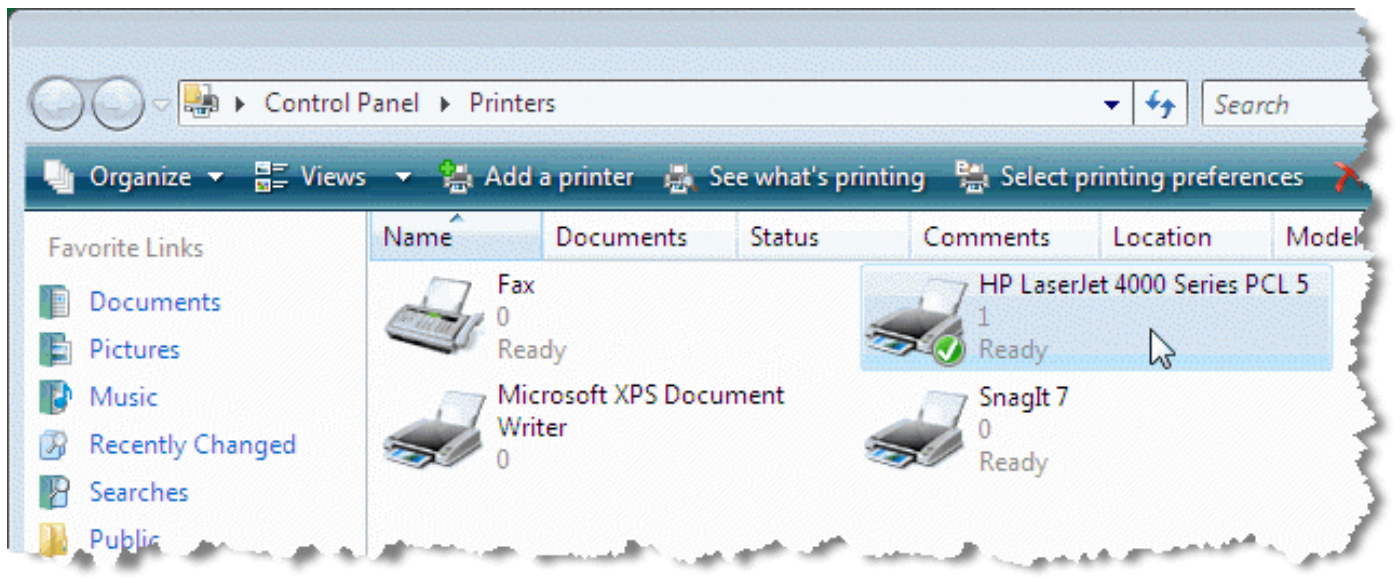 Control Panel Printers Search
Organize Views Add a printer See what's printing Select printing preferences
Favorite Links
Documents
Pictures
Music
Recently Changed
Searches
Public
Name Documents Status Comments Location Model
Fax
0
Ready
HP LaserJet 4000 Series PCL 5
1
Ready
Microsoft XPS Document
Writer
0
SnagIt 7
0
Ready